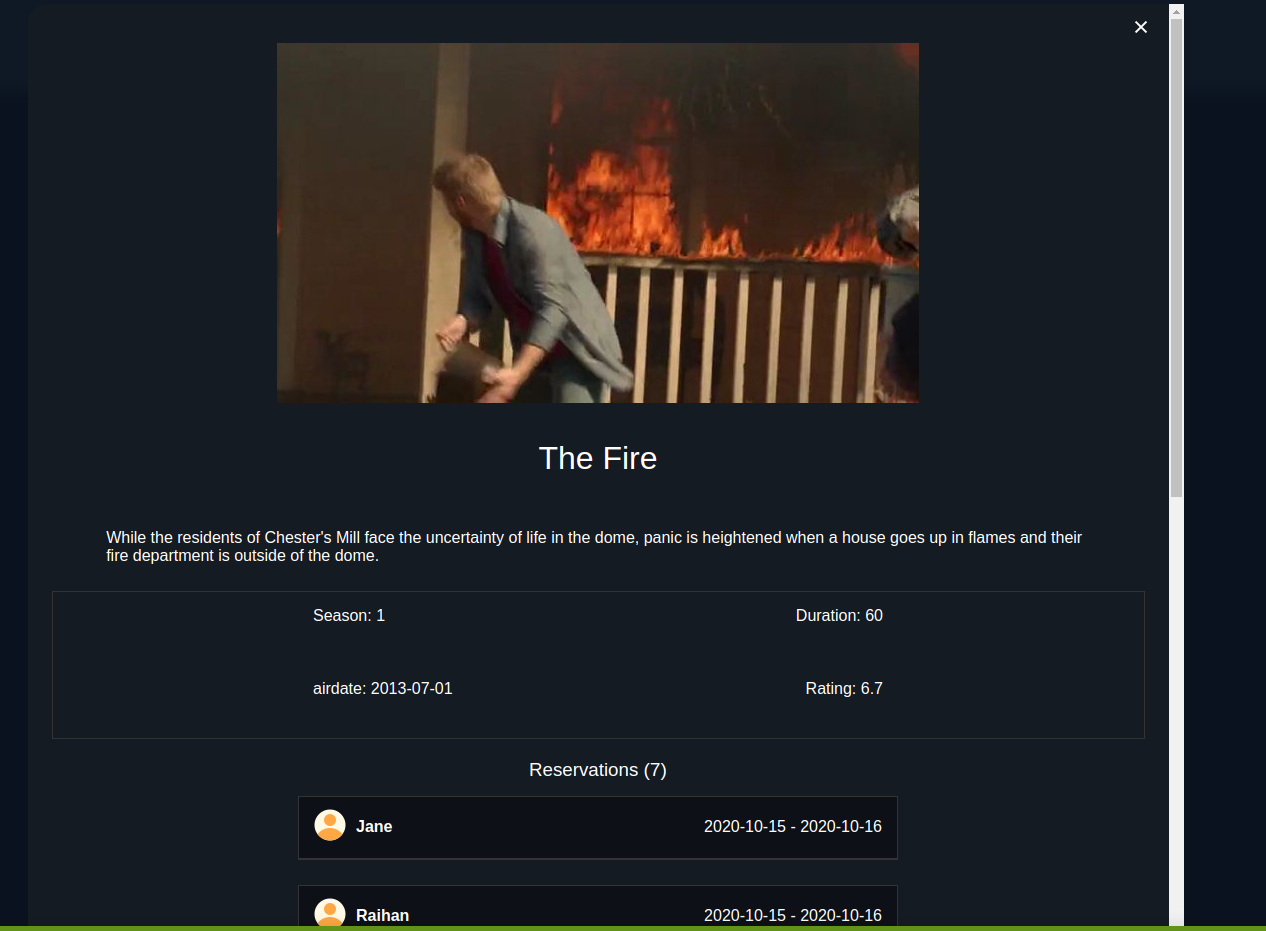 The Fire
While the residents of Chester's Mill face the uncertainty of life in the dome, panic is heightened when a house goes up in flames and their
fire department is outside of the dome.
Season: 1
Duration: 60
airdate: 2013-07-01
Rating: 6.7
Reservations (7)
Jane
2020-10-15 - 2020-10-16
Raihan
2020-10-15 - 2020-10-16